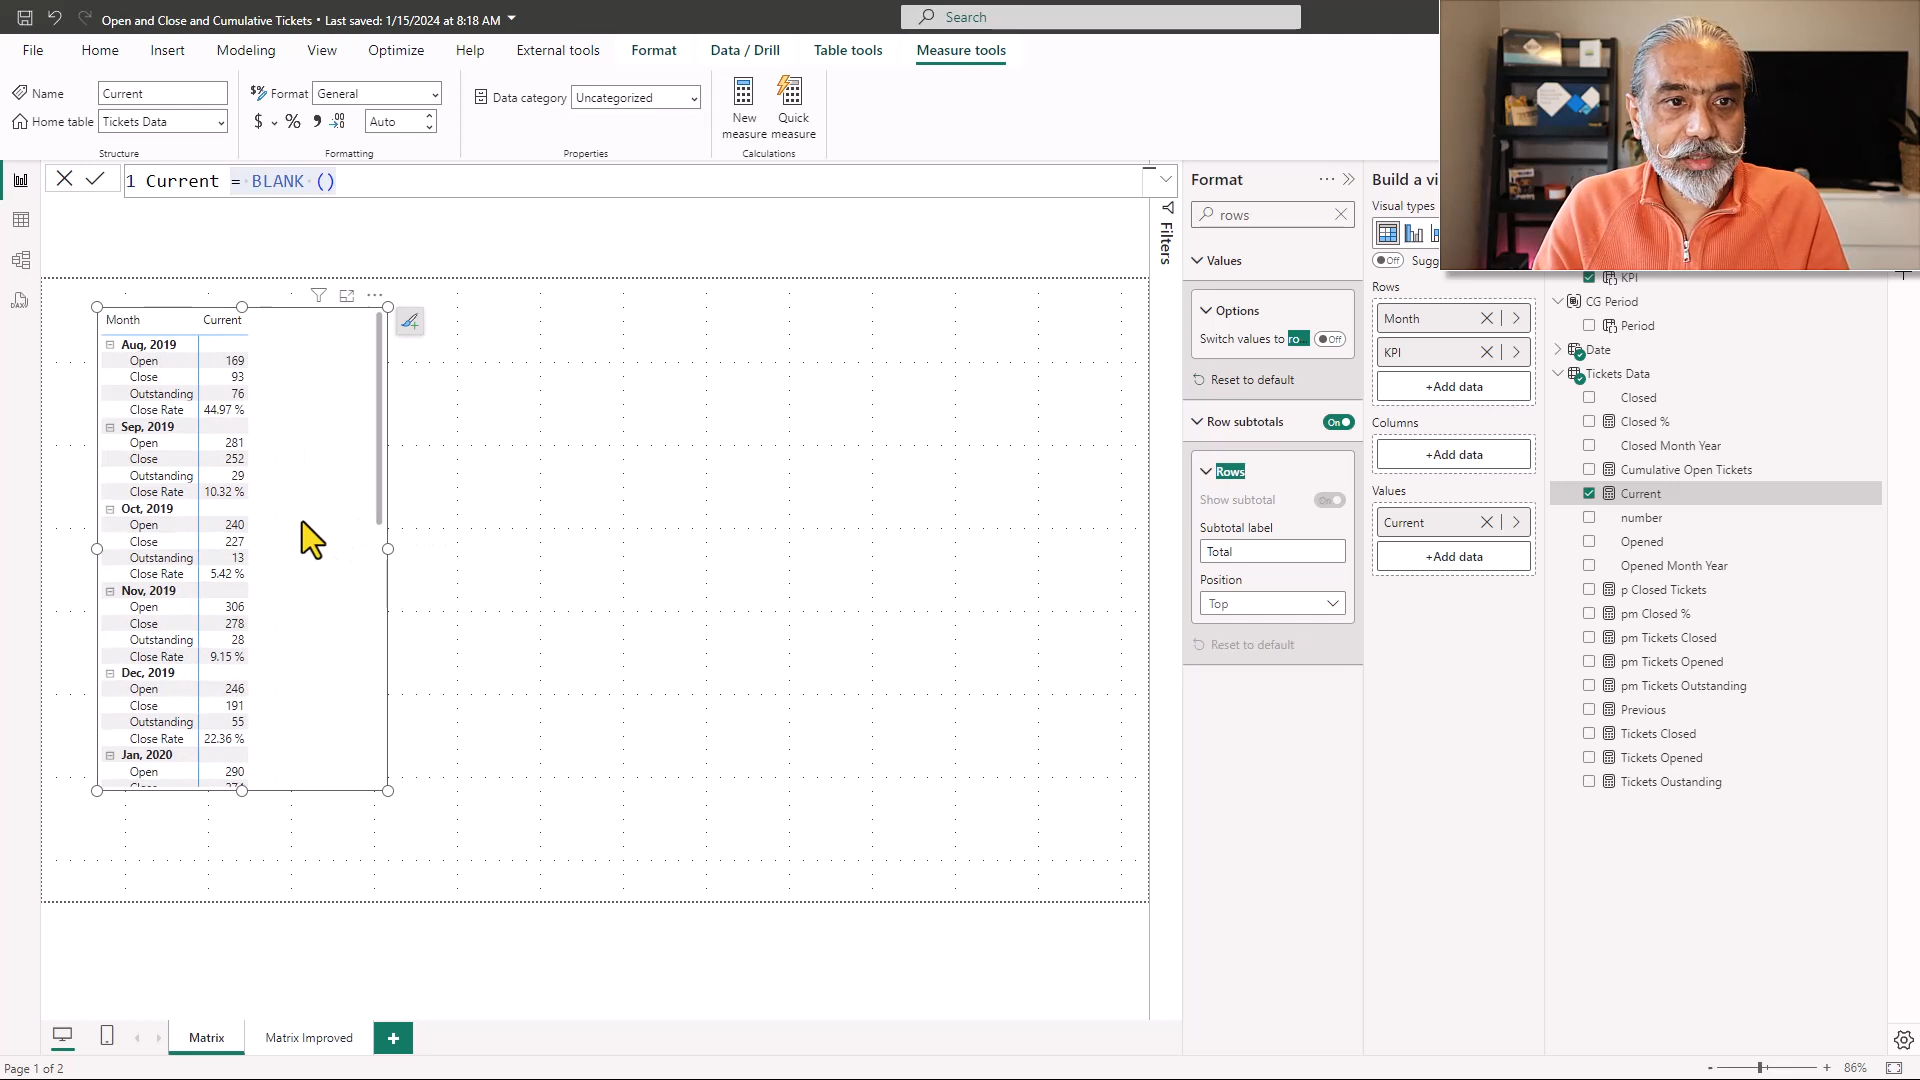 Open and Close and Cumulative Tickets • Last saved: 1/15/2024 at 8:18 AM
Search
File Home Insert Modeling View Optimize Help External tools Format Data / Drill Table tools Measure tools
Name Current
Home table Tickets Data
Structure
Format General
$ % 9 Auto
Formatting
Data category Uncategorized
Properties
New measure
Quick measure
Calculations
1 Current = BLANK ()
Filters
Month Current
Aug, 2019
Open 169
Close 93
Outstanding 76
Close Rate 44.97 %
Sep, 2019
Open 281
Close 252
Outstanding 29
Close Rate 10.32 %
Oct, 2019
Open 240
Close 227
Outstanding 13
Close Rate 5.42 %
Nov, 2019
Open 306
Close 278
Outstanding 28
Close Rate 9.15 %
Dec, 2019
Open 246
Close 191
Outstanding 55
Close Rate 22.36 %
Jan, 2020
Open 290
Format
rows
Values
Options
Switch values to ro... Off
Reset to default
Row subtotals On
Rows
Show subtotal On
Subtotal label
Total
Position
Top
Reset to default
Build a vi
Visual types
Off Sugg
Rows
Month
KPI
+Add data
Columns
+Add data
Values
Current
+Add data
KPI
CG Period
Period
Date
Tickets Data
Closed
Closed %
Closed Month Year
Cumulative Open Tickets
Current
number
Opened
Opened Month Year
p Closed Tickets
pm Closed %
pm Tickets Closed
pm Tickets Opened
pm Tickets Outstanding
Previous
Tickets Closed
Tickets Opened
Tickets Oustanding
Matrix
Matrix Improved
Page 1 of 2
- + 86%